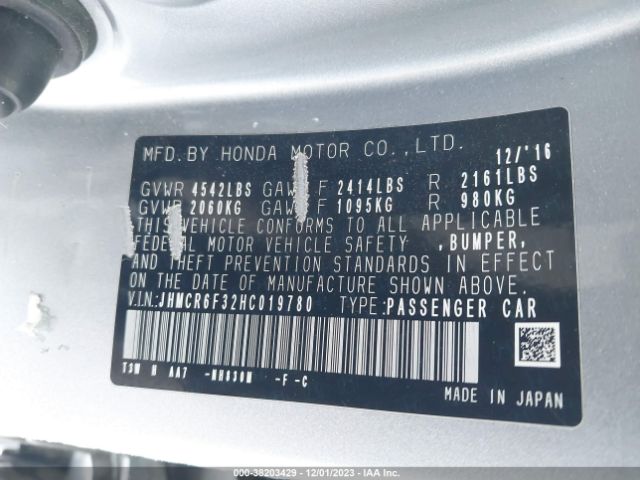 MFD. BY HONDA MOTOR CO., LTD. 12/'16
GVWR 4542LBS GAWR F 2414LBS R 2161LBS
GVWR 2060KG GAWR F 1095KG R 980KG
THIS VEHICLE CONFORMS TO ALL APPLICABLE
FEDERAL MOTOR VEHICLE SAFETY ,BUMPER,
AND THEFT PREVENTION STANDARDS IN EFFECT
ON THE DATE OF MANUFACTURE SHOWN ABOVE.
V.I.N: JHMCR6F32HC019780 TYPE: PASSENGER CAR
AA7 -F -C
MADE IN JAPAN
000-38203429 - 12/01/2023 - IAA Inc.